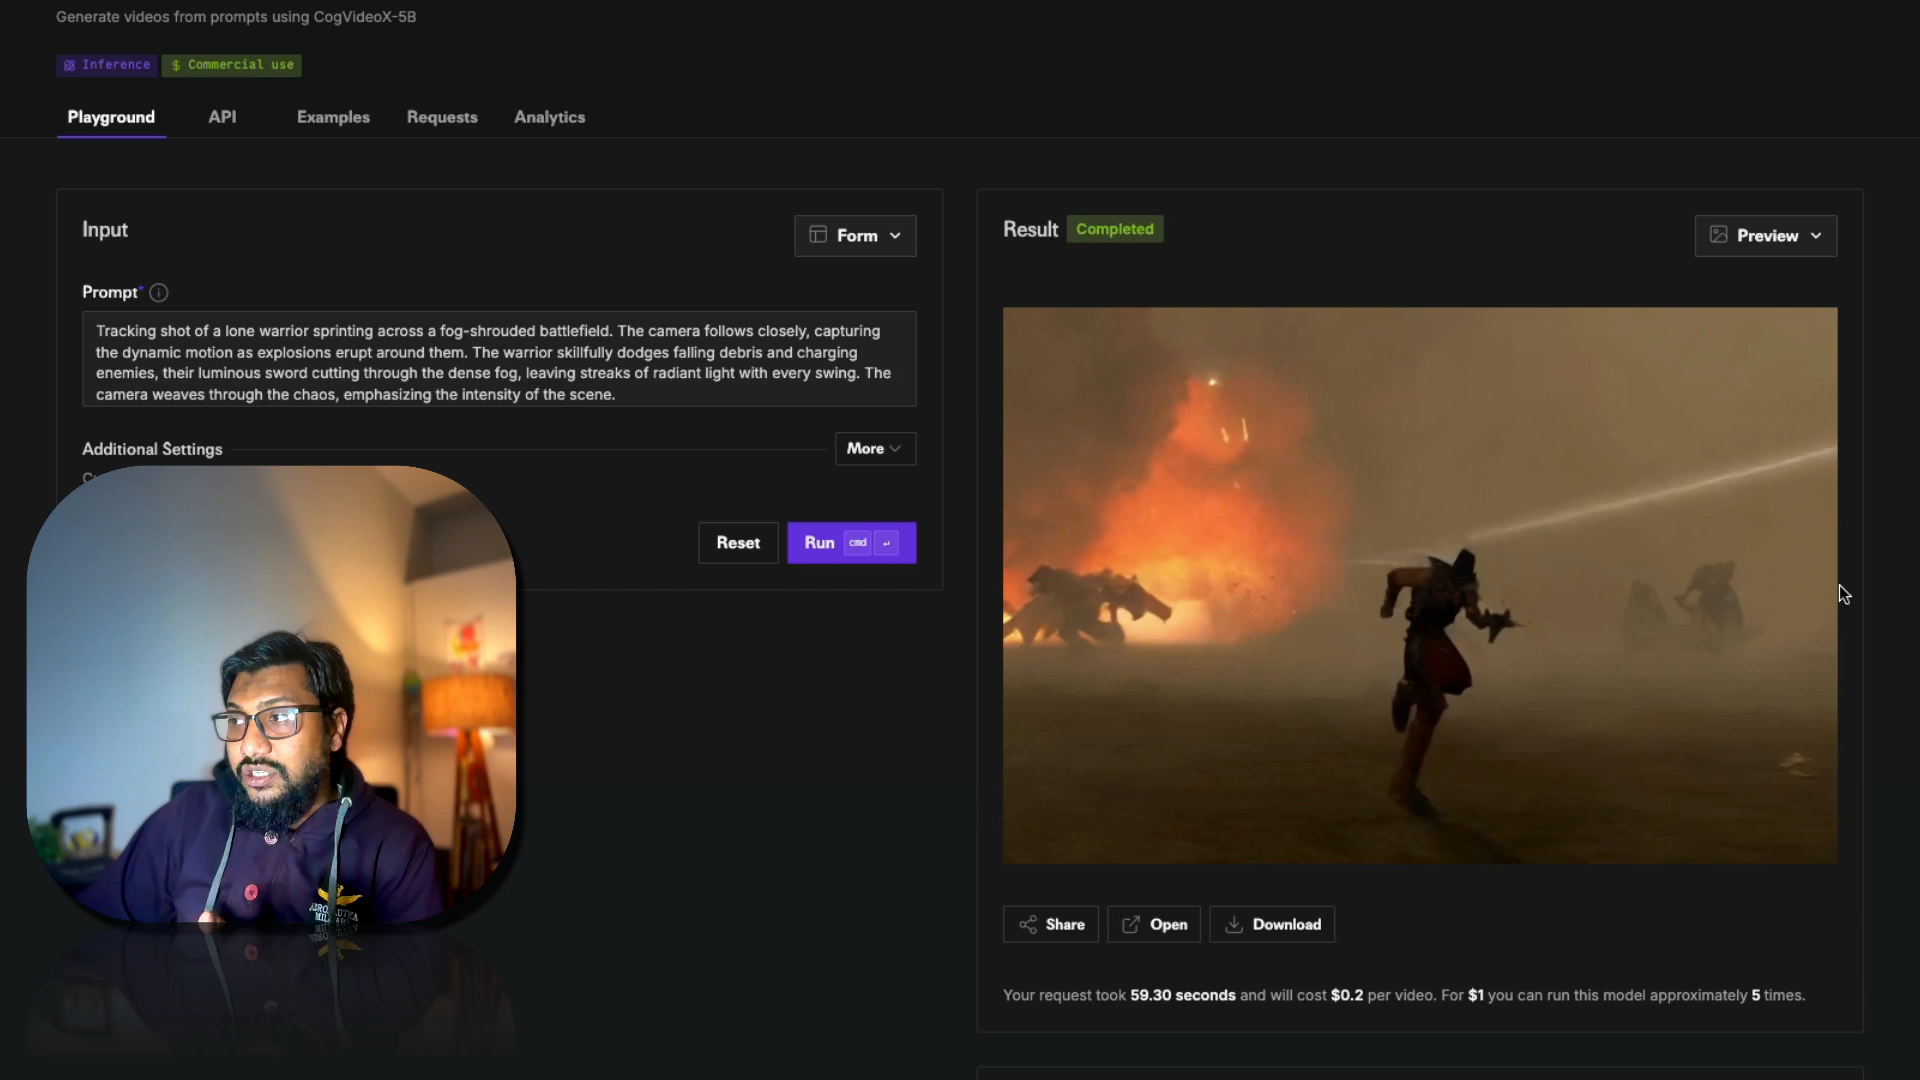 Generate videos from prompts using CogVideoX-5B
Inference
$ Commercial use
Playground
API
Examples
Requests
Analytics
Input
Form
Prompt*
Tracking shot of a lone warrior sprinting across a fog-shrouded battlefield. The camera follows closely, capturing
the dynamic motion as explosions erupt around them. The warrior skillfully dodges falling debris and charging
enemies, their luminous sword cutting through the dense fog, leaving streaks of radiant light with every swing. The
camera weaves through the chaos, emphasizing the intensity of the scene.
Additional Settings
More
Reset
Run cmd ↵
Result
Completed
Preview
Share
Open
Download
Your request took 59.30 seconds and will cost $0.2 per video. For $1 you can run this model approximately 5 times.